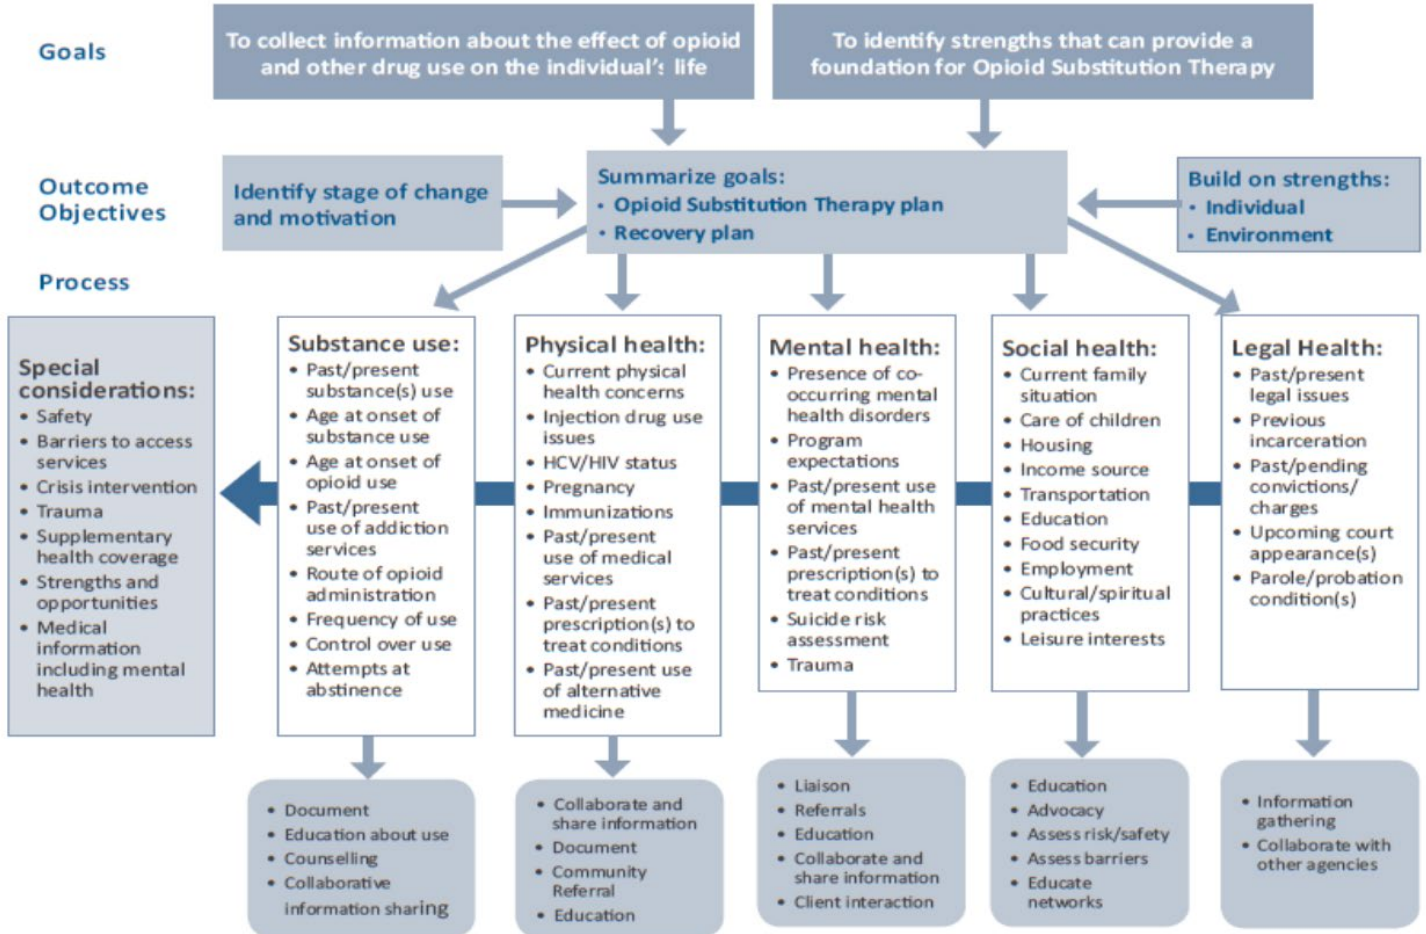 Goals
To collect information about the effect of opioid
and other drug use on the individual's life
To identify strengths that can provide a
foundation for Opioid Substitution Therapy
Outcome
Objectives
Identify stage of change
and motivation
Summarize goals:
• Opioid Substitution Therapy plan
• Recovery plan
Build on strengths:
• Individual
• Environment
Process
Special
considerations:
• Safety
• Barriers to access
services
• Crisis intervention
• Trauma
• Supplementary
health coverage
• Strengths and
opportunities
• Medical
information
including mental
health
Substance use:
• Past/present
substance(s) use
• Age at onset of
substance use
• Age at onset of
opioid use
• Past/present
use of addiction
services
• Route of opioid
administration
• Frequency of use
• Control over use
• Attempts at
abstinence
Physical health:
• Current physical
health concerns
• Injection drug use
issues
• HCV/HIV status
• Pregnancy
• Immunizations
• Past/present
use of medical
services
• Past/present
prescription(s) to
treat conditions
• Past/present use
of alternative
medicine
Mental health:
• Presence of co-
occurring mental
health disorders
• Program
expectations
• Past/present use
of mental health
services
• Past/present
prescription(s) to
treat conditions
• Suicide risk
assessment
• Trauma
Social health:
• Current family
situation
• Care of children
• Housing
• Income source
• Transportation
• Education
• Food security
• Employment
• Cultural/spiritual
practices
• Leisure interests
Legal Health:
• Past/present
legal issues
• Previous
incarceration
• Past/pending
convictions/
charges
• Upcoming court
appearance(s)
• Parole/probation
condition(s)
• Document
• Education about use
• Counselling
• Collaborative
information sharing
• Collaborate and
share information
• Document
• Community
Referral
• Education
• Liaison
• Referrals
• Education
• Collaborate and
share information
• Client interaction
• Education
• Advocacy
• Assess risk/safety
• Assess barriers
• Educate
networks
• Information
gathering
• Collaborate with
other agencies